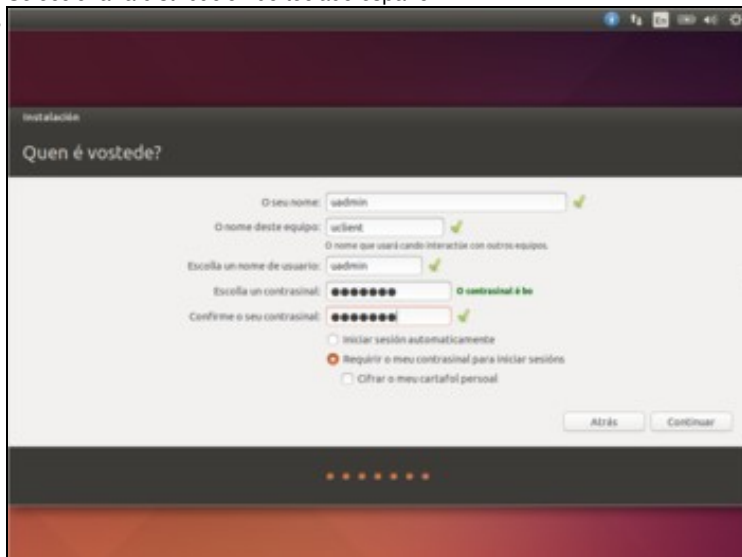 En
Instalación
Quen é vostede?
O seu nome: uadmin
O nome deste equipo: uclient
O nome que usará cando interactúe con outros equipos.
Escolla un nome de usuario: uadmin
Escolla un contrasinal: ●●●●●●● O contrasinal é bo
Confirme o seu contrasinal: ●●●●●●●
Iniciar sesión automaticamente
Requirir o meu contrasinal para iniciar sesións
Cifrar o meu cartafol persoal
Atrás Continuar